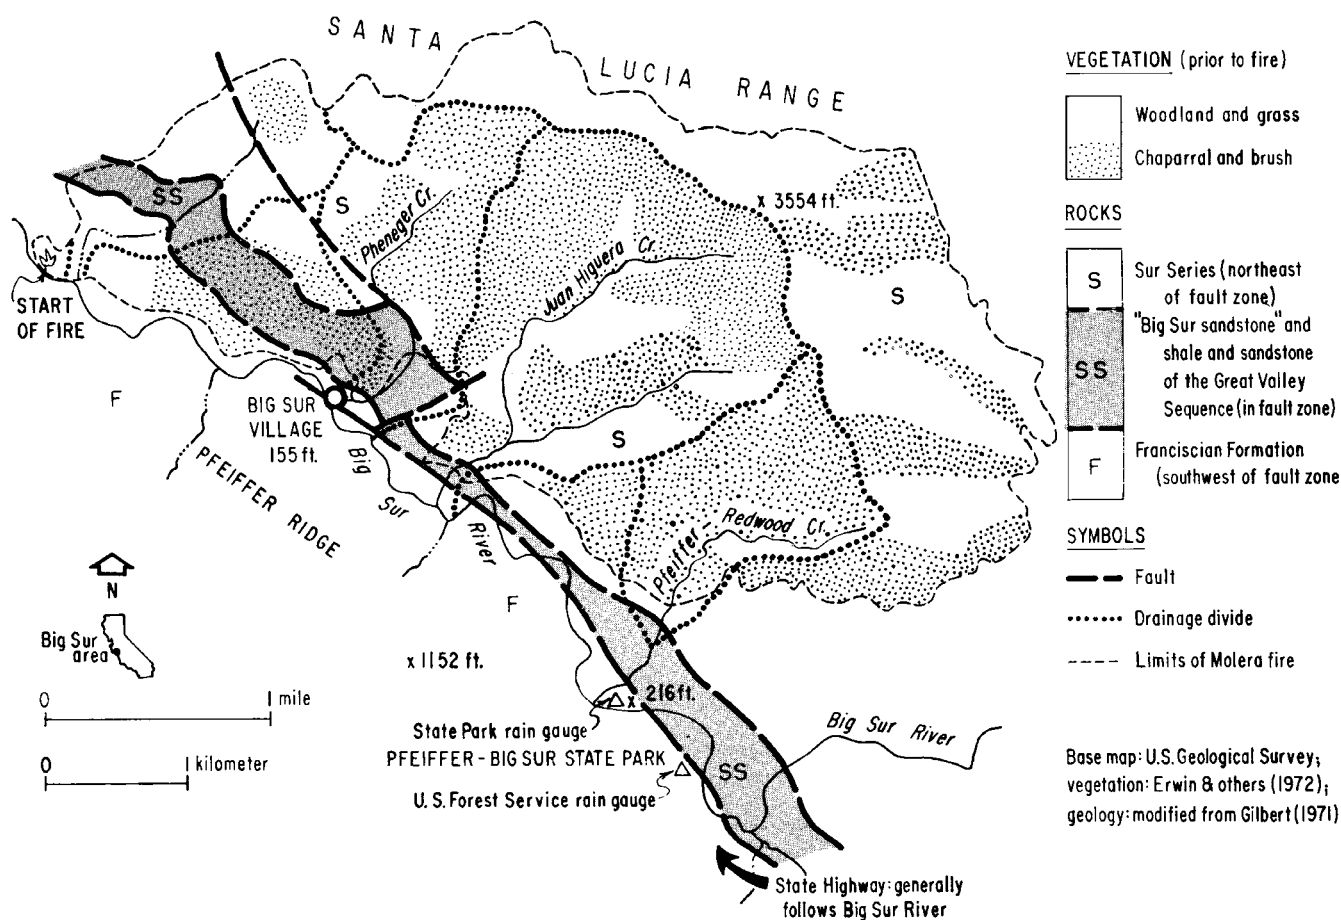 SANTA
LUCIA RANGE
SS
S
Pheneger Cr.
Juan Higuera Cr.
x 3554 ft.
S
START
OF FIRE
F
BIG SUR
VILLAGE
155 ft.
PFEIFFER RIDGE
Big
Sur
River
S
Pfeiffer - Redwood Cr.
F
N
Big Sur
area
x 1152 ft.
0 1 mile
0 1 kilometer
x 216 ft.
State Park rain gauge
PFEIFFER - BIG SUR STATE PARK
U.S. Forest Service rain gauge
SS
Big Sur River
State Highway: generally
follows Big Sur River
VEGETATION (prior to fire)
Woodland and grass
Chaparral and brush
ROCKS
S
Sur Series (northeast
of fault zone)
SS
"Big Sur sandstone" and
shale and sandstone
of the Great Valley
Sequence (in fault zone)
F
Franciscian Formation
(southwest of fault zone
SYMBOLS
Fault
Drainage divide
Limits of Molera fire
Base map: U.S. Geological Survey;
vegetation: Erwin & others (1972);
geology: modified from Gilbert (1971)